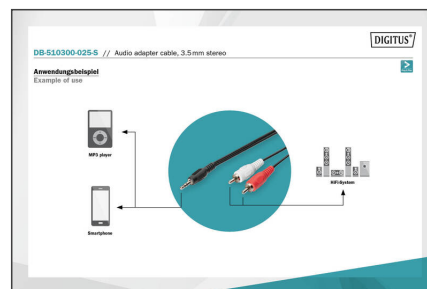 DIGITUS®
DB-510300-025-S // Audio adapter cable, 3.5 mm stereo
Anwendungsbeispiel
Example of use
MP3 player
HiFi-System
Smartphone